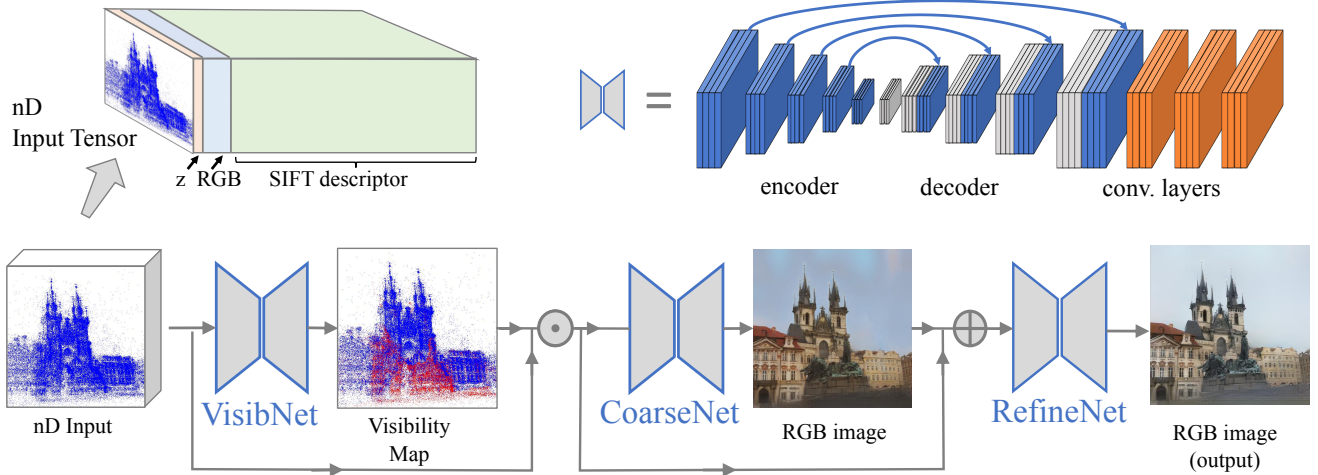 nD
Input Tensor
z RGB SIFT descriptor
=
encoder decoder conv. layers
VisibNet
CoarseNet
RefineNet
nD Input
Visibility
Map
RGB image
RGB image
(output)